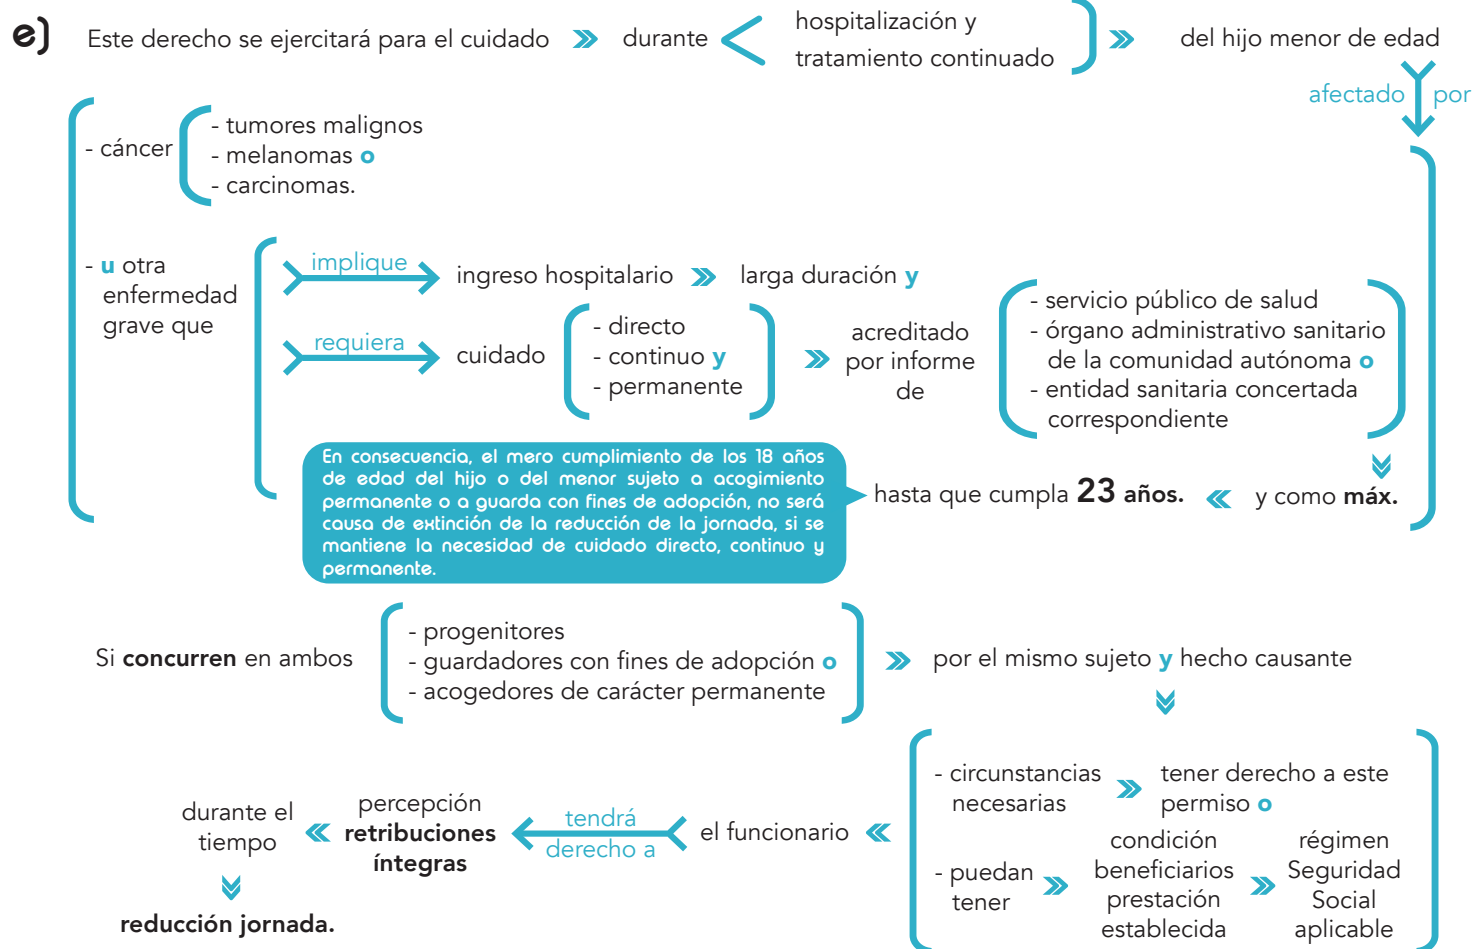 e) Este derecho se ejercitará para el cuidado durante
hospitalización y
tratamiento continuado
del hijo menor de edad
afectado por
- cáncer
- tumores malignos
- melanomas o
- carcinomas.
- u otra
enfermedad
grave que
implique
ingreso hospitalario
larga duración y
requiera
cuidado
- directo
- continuo y
- permanente
acreditado
por informe
de
- servicio público de salud
- órgano administrativo sanitario
de la comunidad autónoma o
- entidad sanitaria concertada
correspondiente
y como máx.
hasta que cumpla 23 años.
En consecuencia, el mero cumplimiento de los 18 años
de edad del hijo o del menor sujeto a acogimiento
permanente o a guarda con fines de adopción, no será
causa de extinción de la reducción de la jornada, si se
mantiene la necesidad de cuidado directo, continuo y
permanente.
Si concurren en ambos
- progenitores
- guardadores con fines de adopción o
- acogedores de carácter permanente
por el mismo sujeto y hecho causante
- circunstancias
necesarias
tener derecho a este
permiso o
- puedan
tener
condición
beneficiarios
prestación
establecida
régimen
Seguridad
Social
aplicable
el funcionario
tendrá
derecho a
percepción
retribuciones
íntegras
durante el
tiempo
reducción jornada.